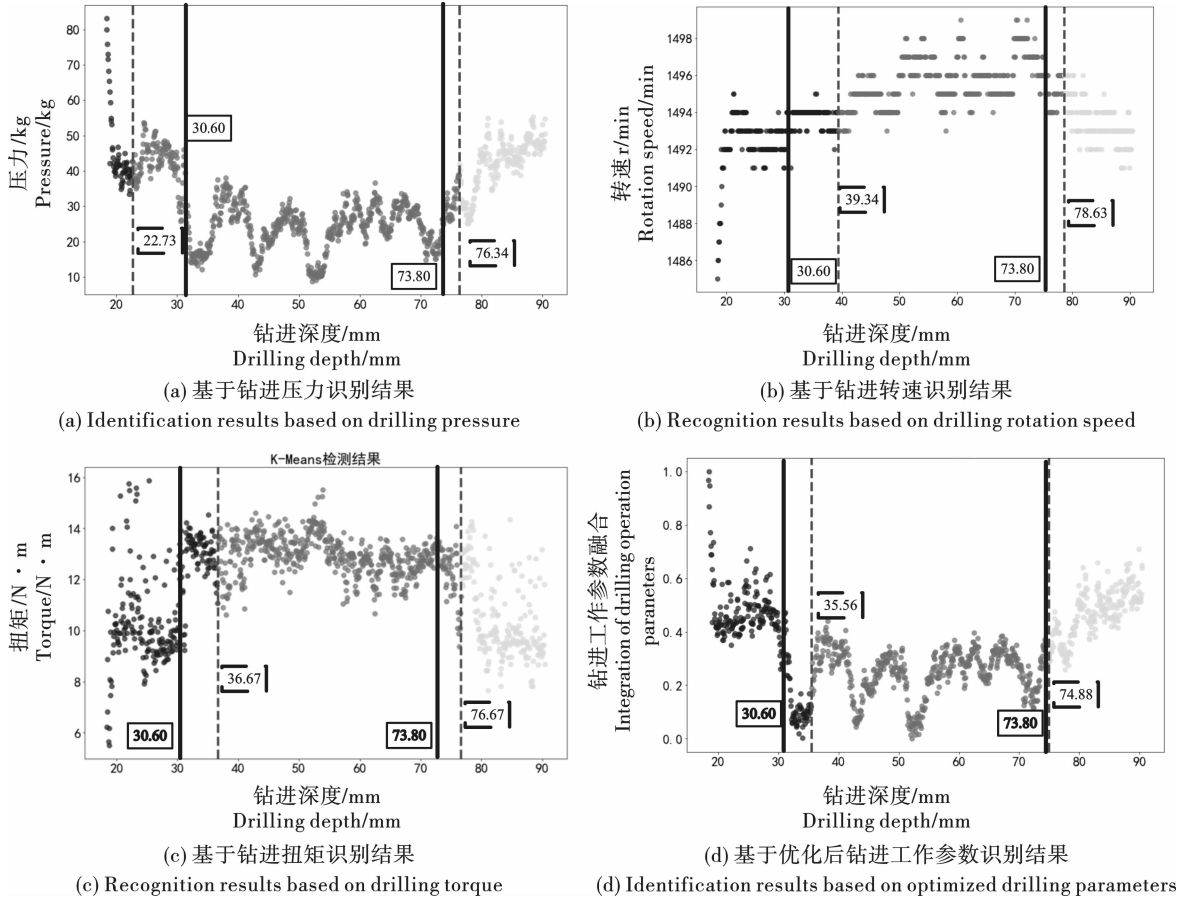 80
70
60
50
40
30
20
10
压力/kg
Pressure/kg
30.60
22.73
73.80
76.34
20 30 40 50 60 70 80 90
钻进深度/mm
Drilling depth/mm
(a) 基于钻进压力识别结果
(a) Identification results based on drilling pressure
1498
1496
1494
1492
1490
1488
1486
转速r/min
Rotation speed/min
39.34
78.63
30.60
73.80
20 30 40 50 60 70 80 90
钻进深度/mm
Drilling depth/mm
(b) 基于钻进转速识别结果
(b) Recognition results based on drilling rotation speed
K-Means检测结果
16
14
12
10
8
6
扭矩/N·m
Torque/N·m
36.67
76.67
30.60
73.80
20 30 40 50 60 70 80 90
钻进深度/mm
Drilling depth/mm
(c) 基于钻进扭矩识别结果
(c) Recognition results based on drilling torque
1.0
0.8
0.6
0.4
0.2
0.0
钻进工作参数融合
Integration of drilling operation
parameters
35.56
74.88
30.60
73.80
20 30 40 50 60 70 80 90
钻进深度/mm
Drilling depth/mm
(d) 基于优化后钻进工作参数识别结果
(d) Identification results based on optimized drilling parameters